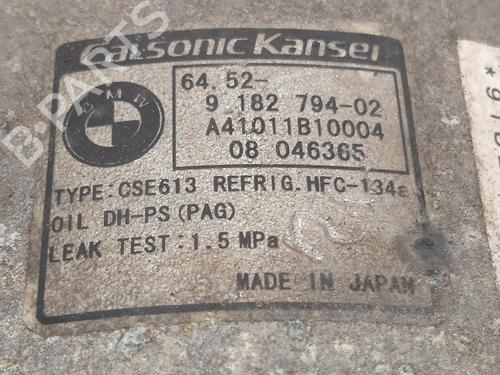 Calsonic Kansei
BMW
64.52-
9 182 794-02
A41011B10004
08 046365
TYPE: CSE613 REFRIG. HFC-134a
OIL DH-PS (PAG)
LEAK TEST: 1.5 MPa
MADE IN JAPAN
B-PARTS